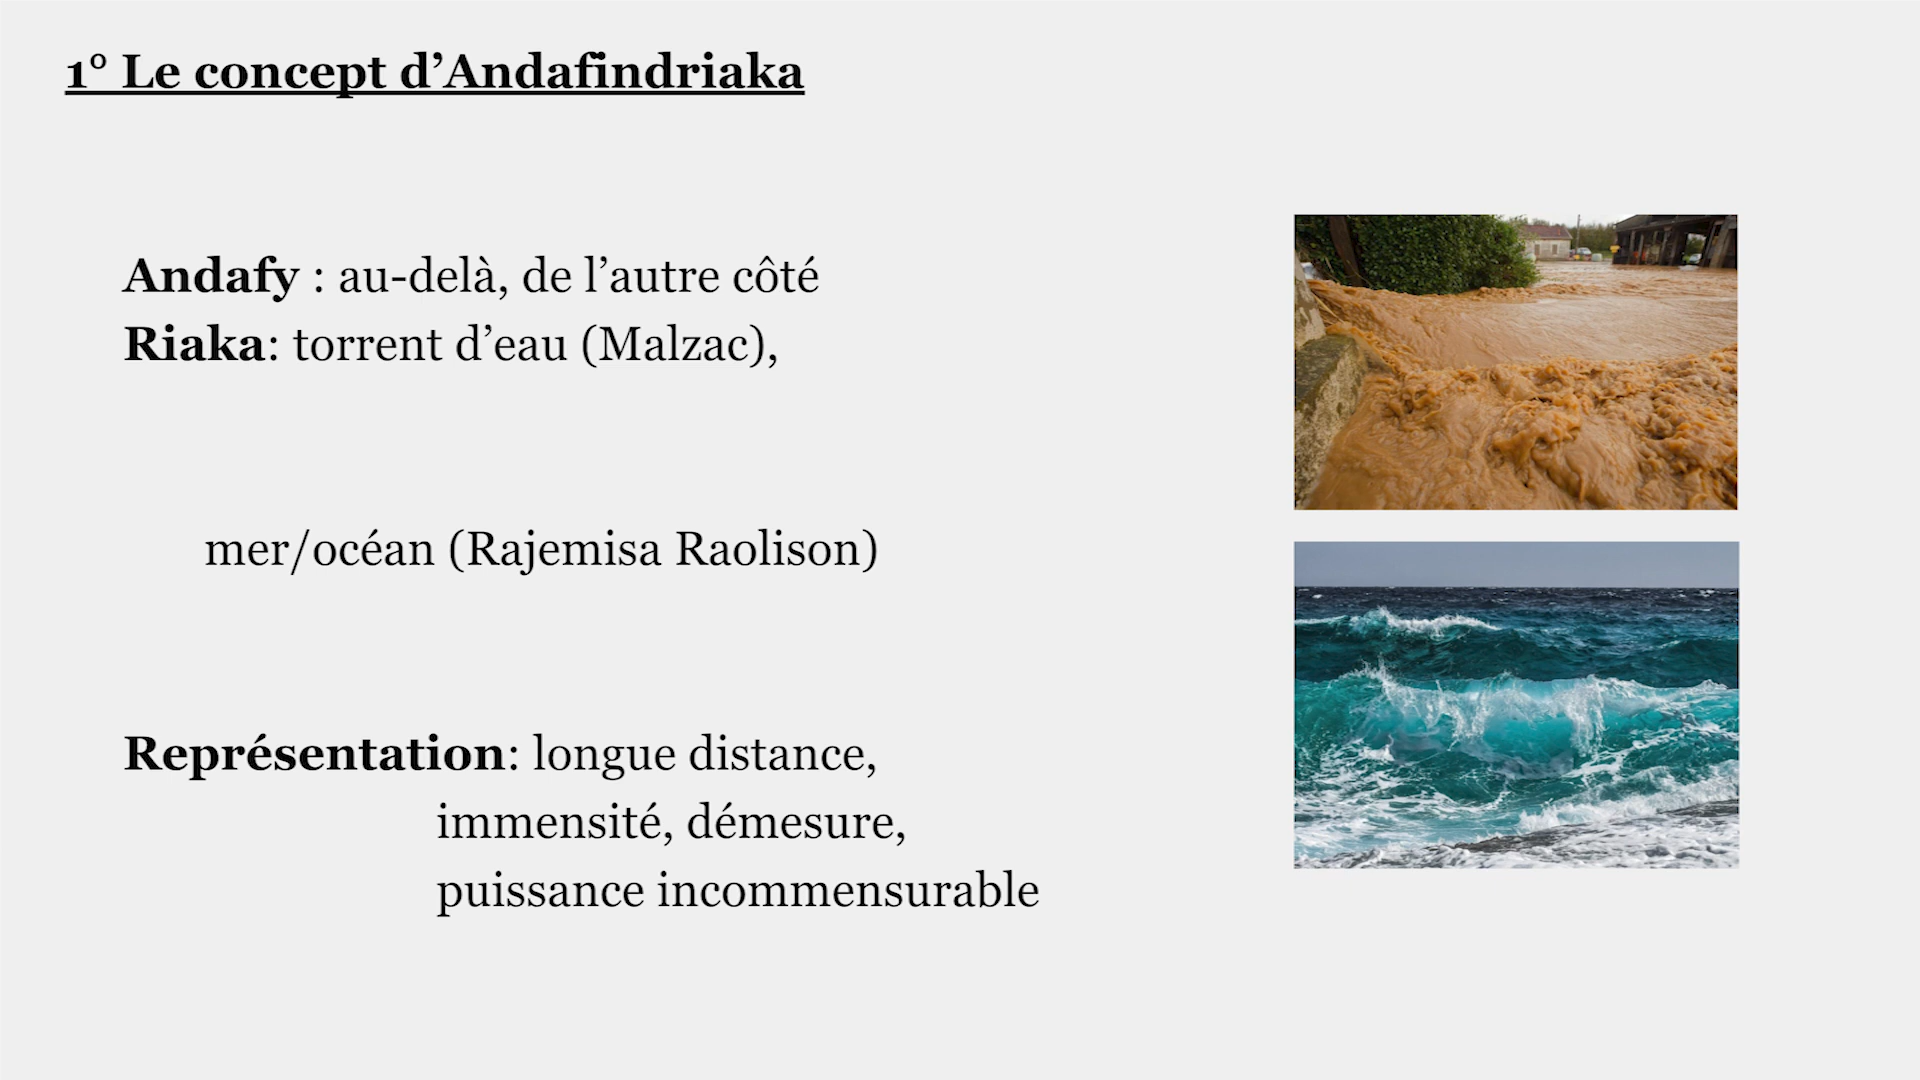 1° Le concept d’Andafindriaka
Andafy : au-delà, de l’autre côté
Riaka: torrent d’eau (Malzac),
mer/océan (Rajemisa Raolison)
Représentation: longue distance,
immensité, démesure,
puissance incommensurable